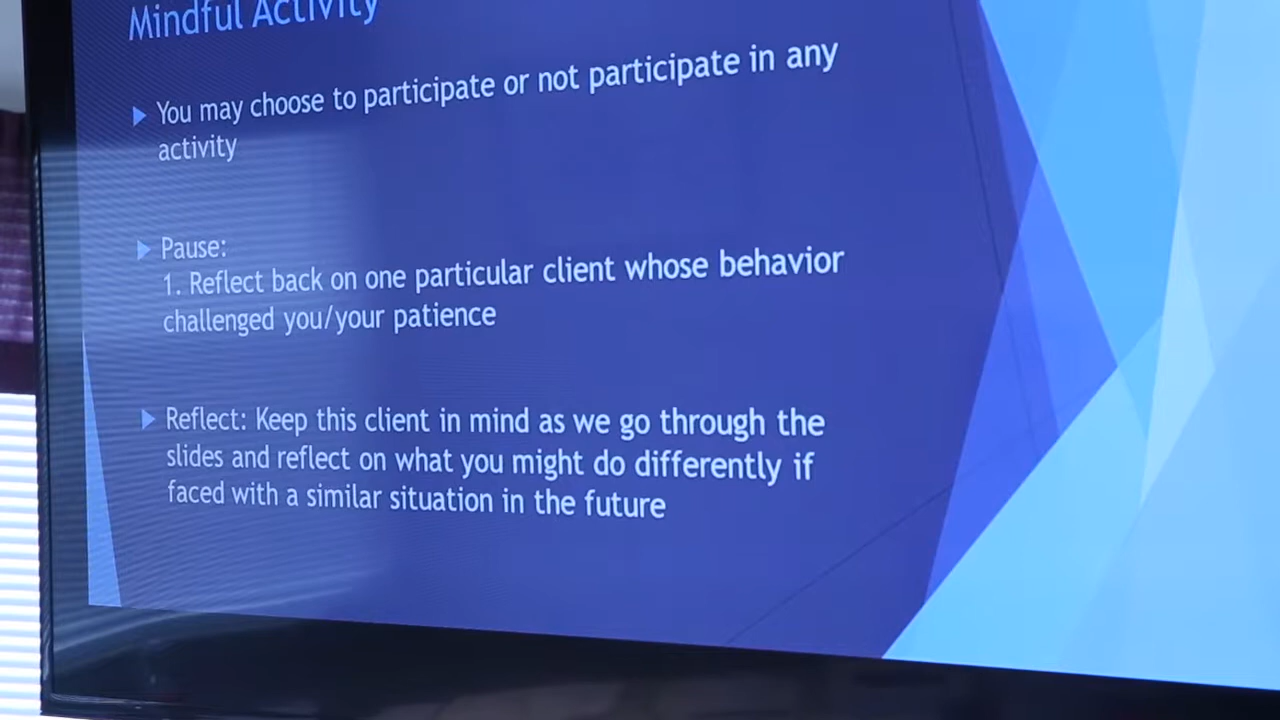 Mindful Activity
You may choose to participate or not participate in any
activity
Pause:
1. Reflect back on one particular client whose behavior
challenged you/your patience
Reflect: Keep this client in mind as we go through the
slides and reflect on what you might do differently if
faced with a similar situation in the future